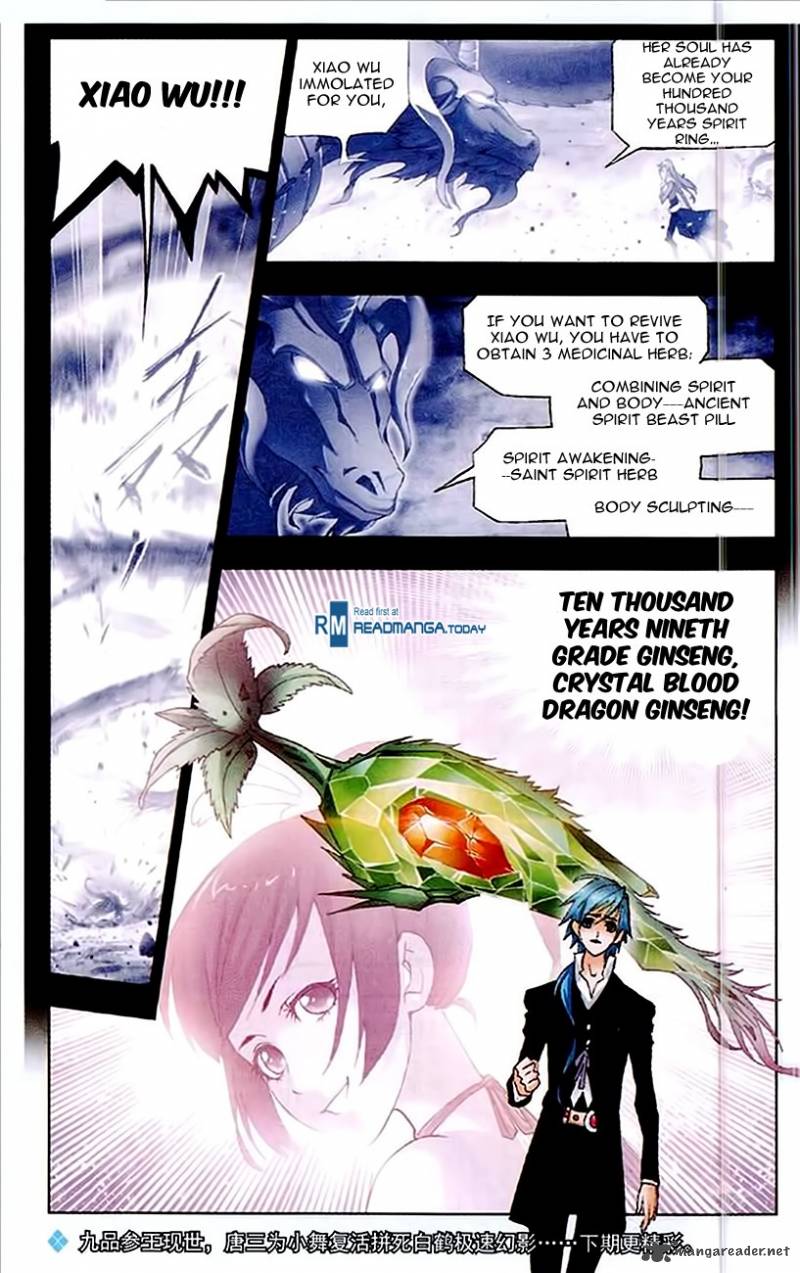 XIAO WU!!!
XIAO WU
IMMOLATED
FOR YOU,
HER SOUL HAS
ALREADY
BECOME YOUR
HUNDRED
THOUSAND
YEARS SPIRIT
RING...
IF YOU WANT TO REVIVE
XIAO WU, YOU HAVE TO
OBTAIN 3 MEDICINAL HERB:
COMBINING SPIRIT
AND BODY---ANCIENT
SPIRIT BEAST PILL
SPIRIT AWAKENING-
--SAINT SPIRIT HERB
BODY SCULPTING---
TEN THOUSAND
YEARS NINETH
GRADE GINSENG,
CRYSTAL BLOOD
DRAGON GINSENG!
RM
Read first at
READMANGA.TODAY
九品参王现世，唐三为小舞复活拼死白鹤极速幻影……下期更精彩。
mangareader.net